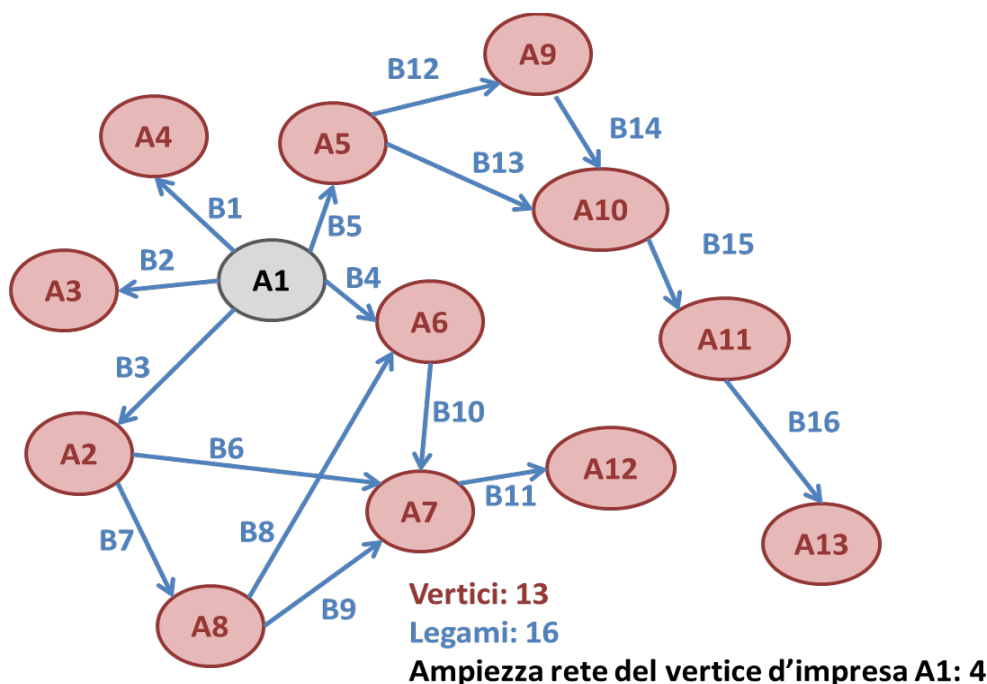 A9
B12
A4
A5
B14
B13
B1
A10
B5
B2
B15
A3
A1
B4
A6
A11
B3
B10
B16
A2
B6
A12
B11
A7
B7
B8
A13
Vertici: 13
B9
A8
Legami: 16
Ampiezza rete del vertice d’impresa A1: 4